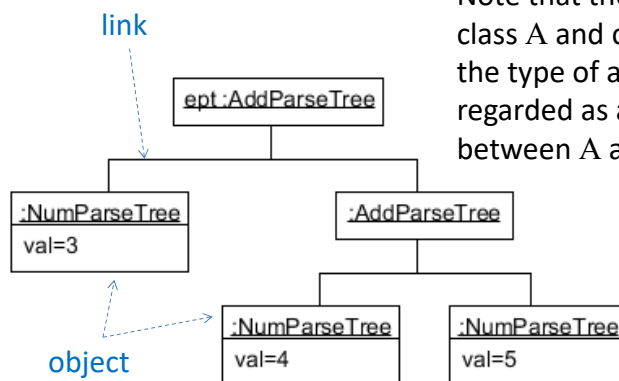 Note that the
class A and
the type of a
regarded as a
between A a
link
ept :AddParseTree
:NumParseTree
val=3
:AddParseTree
:NumParseTree
val=4
:NumParseTree
val=5
object